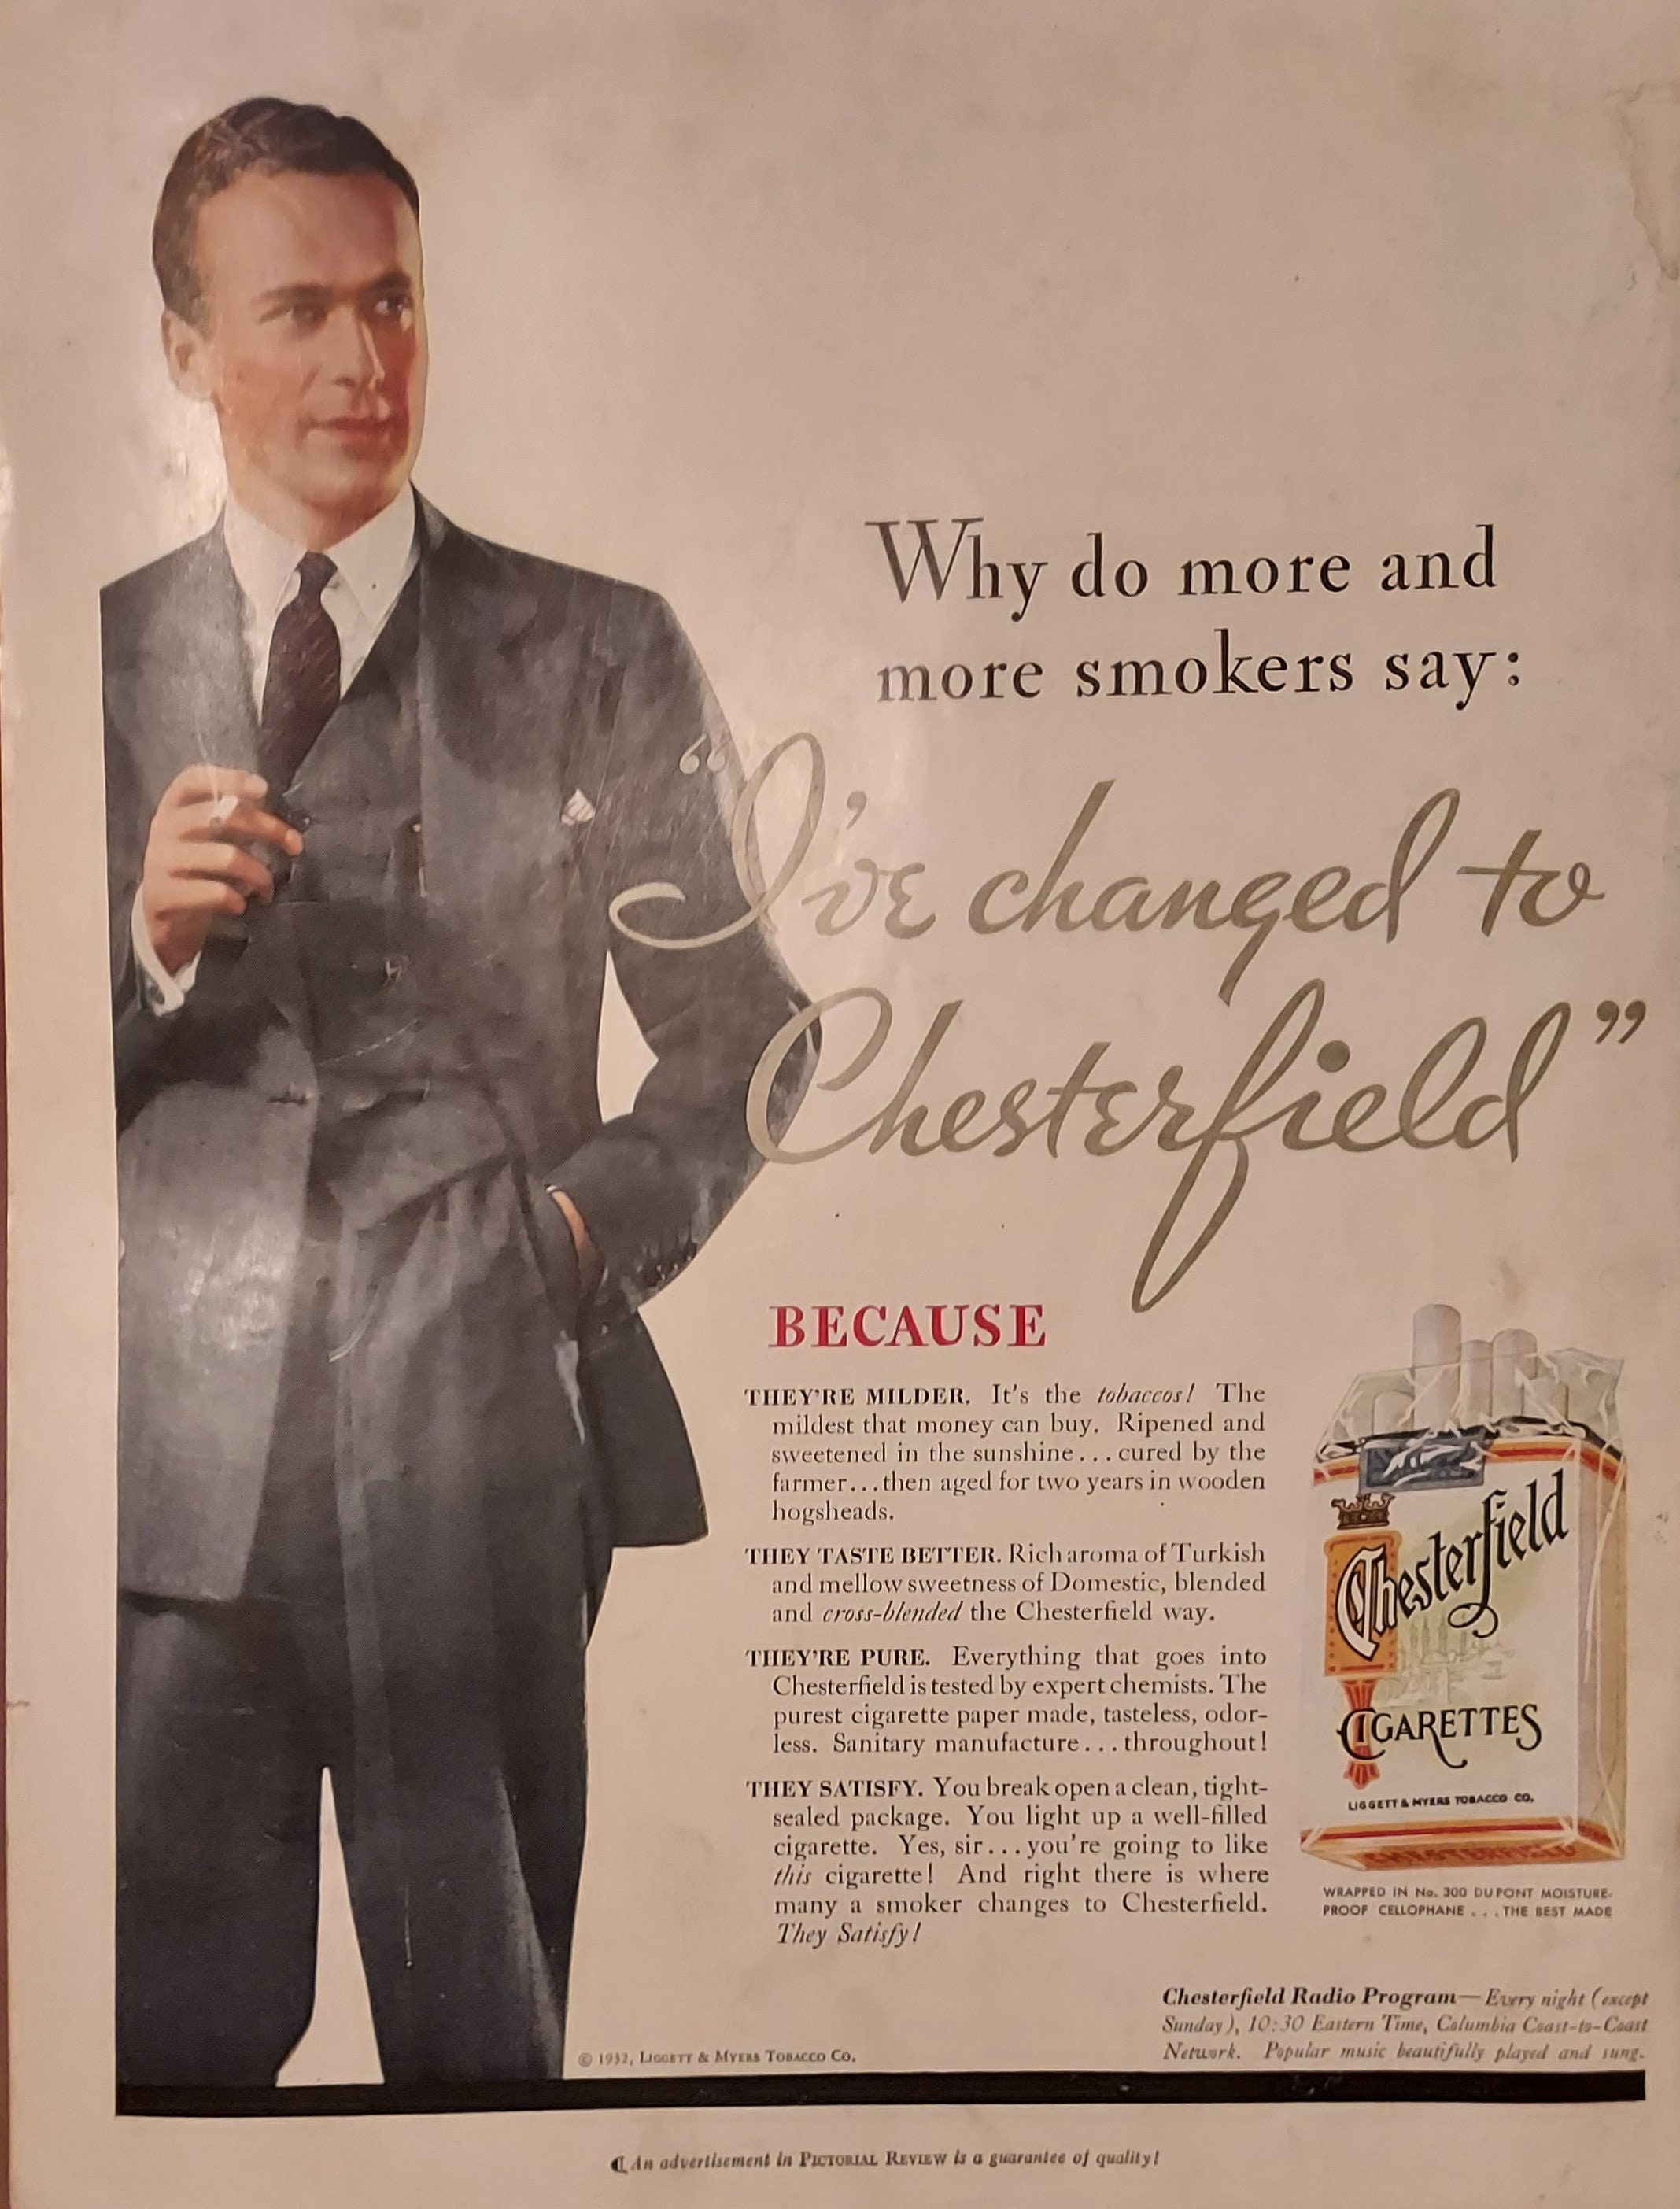 Why do more and
more smokers say:
“I've changed to
Chesterfield”
BECAUSE
THEY'RE MILDER. It's the tobaccos! The
mildest that money can buy. Ripened and
sweetened in the sunshine...cured by the
farmer...then aged for two years in wooden
hogsheads.
THEY TASTE BETTER. Rich aroma of Turkish
and mellow sweetness of Domestic, blended
and cross-blended the Chesterfield way.
THEY'RE PURE. Everything that goes into
Chesterfield is tested by expert chemists. The
purest cigarette paper made, tasteless, odor-
less. Sanitary manufacture...throughout!
THEY SATISFY. You break open a clean, tight-
sealed package. You light up a well-filled
cigarette. Yes, sir...you're going to like
this cigarette! And right there is where
many a smoker changes to Chesterfield.
They Satisfy!
Chesterfield
CIGARETTES
LIGGETT & MYERS TOBACCO CO.
CHESTERFIELD
WRAPPED IN No. 300 DUPONT MOISTURE-
PROOF CELLOPHANE...THE BEST MADE
Chesterfield Radio Program—Every night (except
Sunday), 10:30 Eastern Time, Columbia Coast-to-Coast
Network. Popular music beautifully played and sung.
© 1932, LIGGETT & MYERS TOBACCO CO.
An advertisement in PICTORIAL REVIEW is a guarantee of quality!